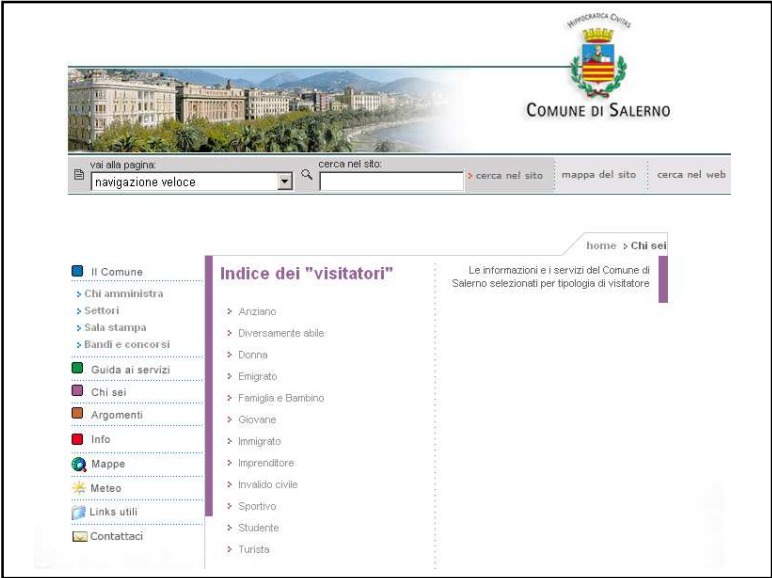 HIPPOCRATICA CIVITAS
COMUNE DI SALERNO
vai alla pagina:
navigazione veloce
cerca nel sito:
cerca nel sito
mappa del sito
cerca nel web
home > Chi sei
Il Comune
Chi amministra
Settori
Sala stampa
Bandi e concorsi
Guida ai servizi
Chi sei
Argomenti
Info
Mappe
Meteo
Links utili
Contattaci
Indice dei "visitatori"
Anziano
Diversamente abile
Donna
Emigrato
Famiglia e Bambino
Giovane
Immigrato
Imprenditore
Invalido civile
Sportivo
Studente
Turista
Le informazioni e i servizi del Comune di
Salerno selezionati per tipologia di visitatore